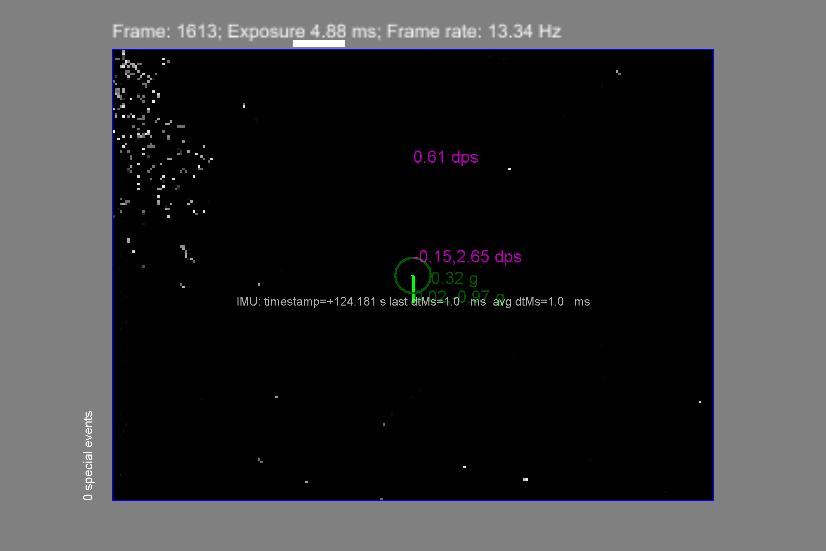 Frame: 1613; Exposure 4.88 ms; Frame rate: 13.34 Hz
0.61 dps
-0.15,2.65 dps
0.32 g
0.97 g
IMU: timestamp=+124.181 s last dtMs=1.0 ms avg dtMs=1.0 ms
0 special events